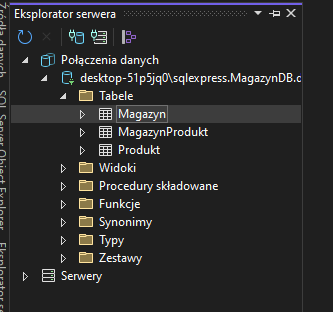 Eksplorator serwera
Połączenia danych
desktop-51p5jq0\sqlexpress.MagazynDB.d
Tabele
Magazyn
MagazynProdukt
Produkt
Widoki
Procedury składowane
Funkcje
Synonimy
Typy
Zestawy
Serwery
Źródła danych
SQL Server Object Explorer
Eksplorator se